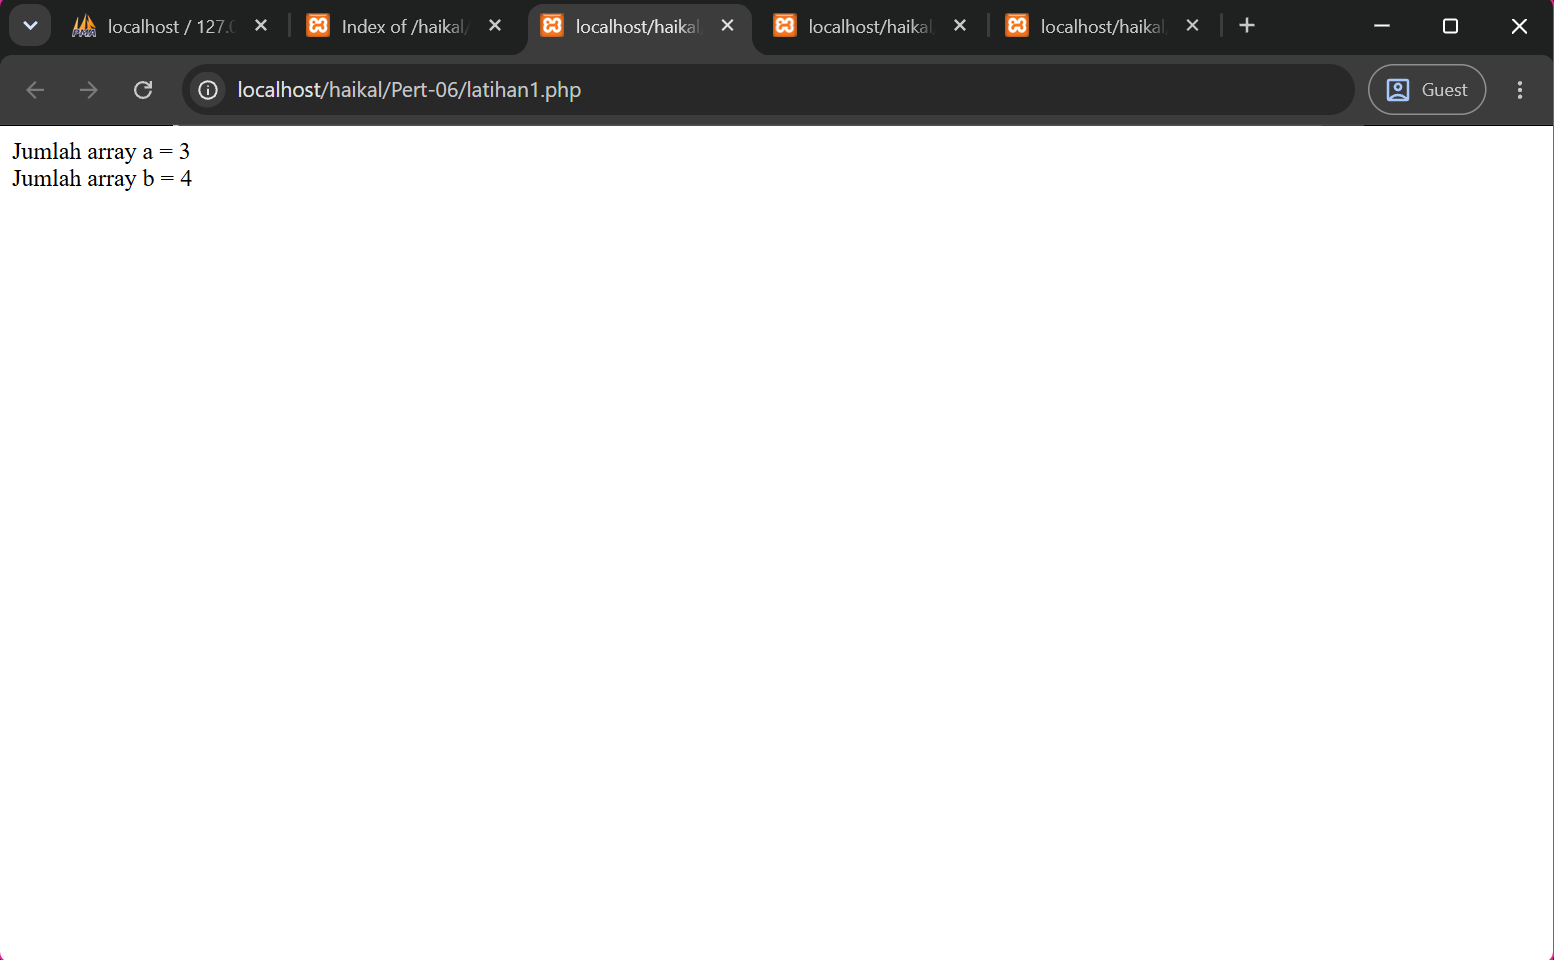 localhost / 127.0
Index of /haikal/
localhost/haikal
localhost/haikal
localhost/haikal
localhost/haikal/Pert-06/latihan1.php
Guest
Jumlah array a = 3
Jumlah array b = 4